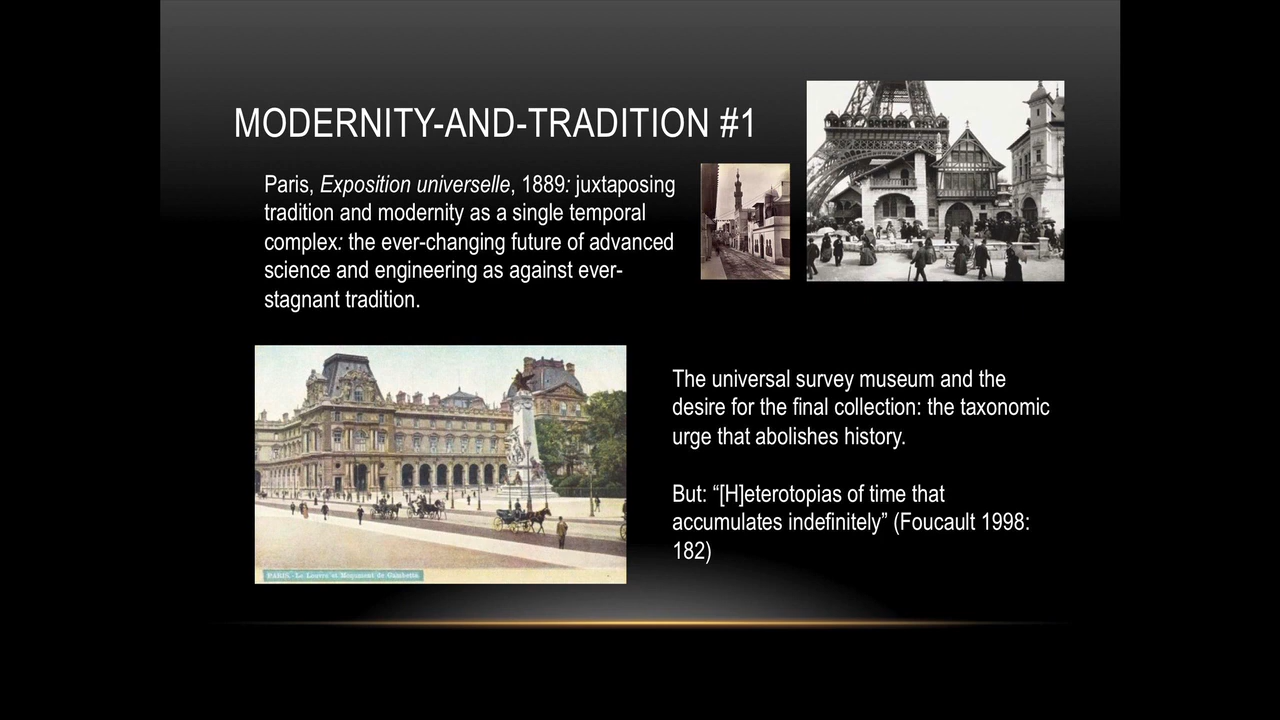 MODERNITY-AND-TRADITION #1
Paris, Exposition universelle, 1889: juxtaposing
tradition and modernity as a single temporal
complex: the ever-changing future of advanced
science and engineering as against ever-
stagnant tradition.
The universal survey museum and the
desire for the final collection: the taxonomic
urge that abolishes history.
But: “[H]eterotopias of time that
accumulates indefinitely” (Foucault 1998:
182)
PARIS - Le Louvre et Monument de Gambetta